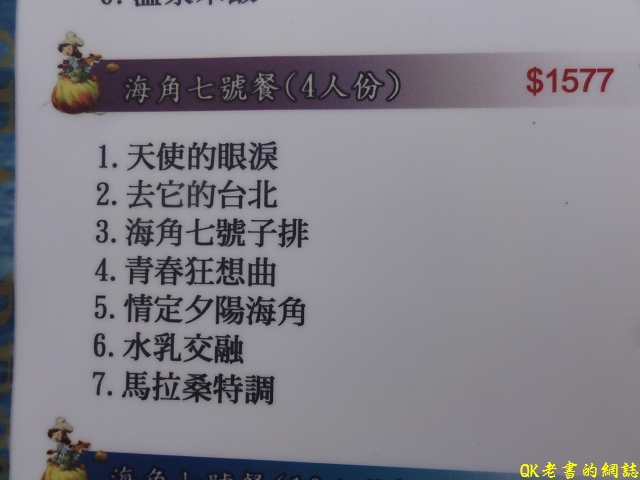 海角七號餐(4人份) $1577
1.天使的眼淚
2.去它的台北
3.海角七號子排
4.青春狂想曲
5.情定夕陽海角
6.水乳交融
7.馬拉桑特調
海角七號餐(10
QK老書的網誌